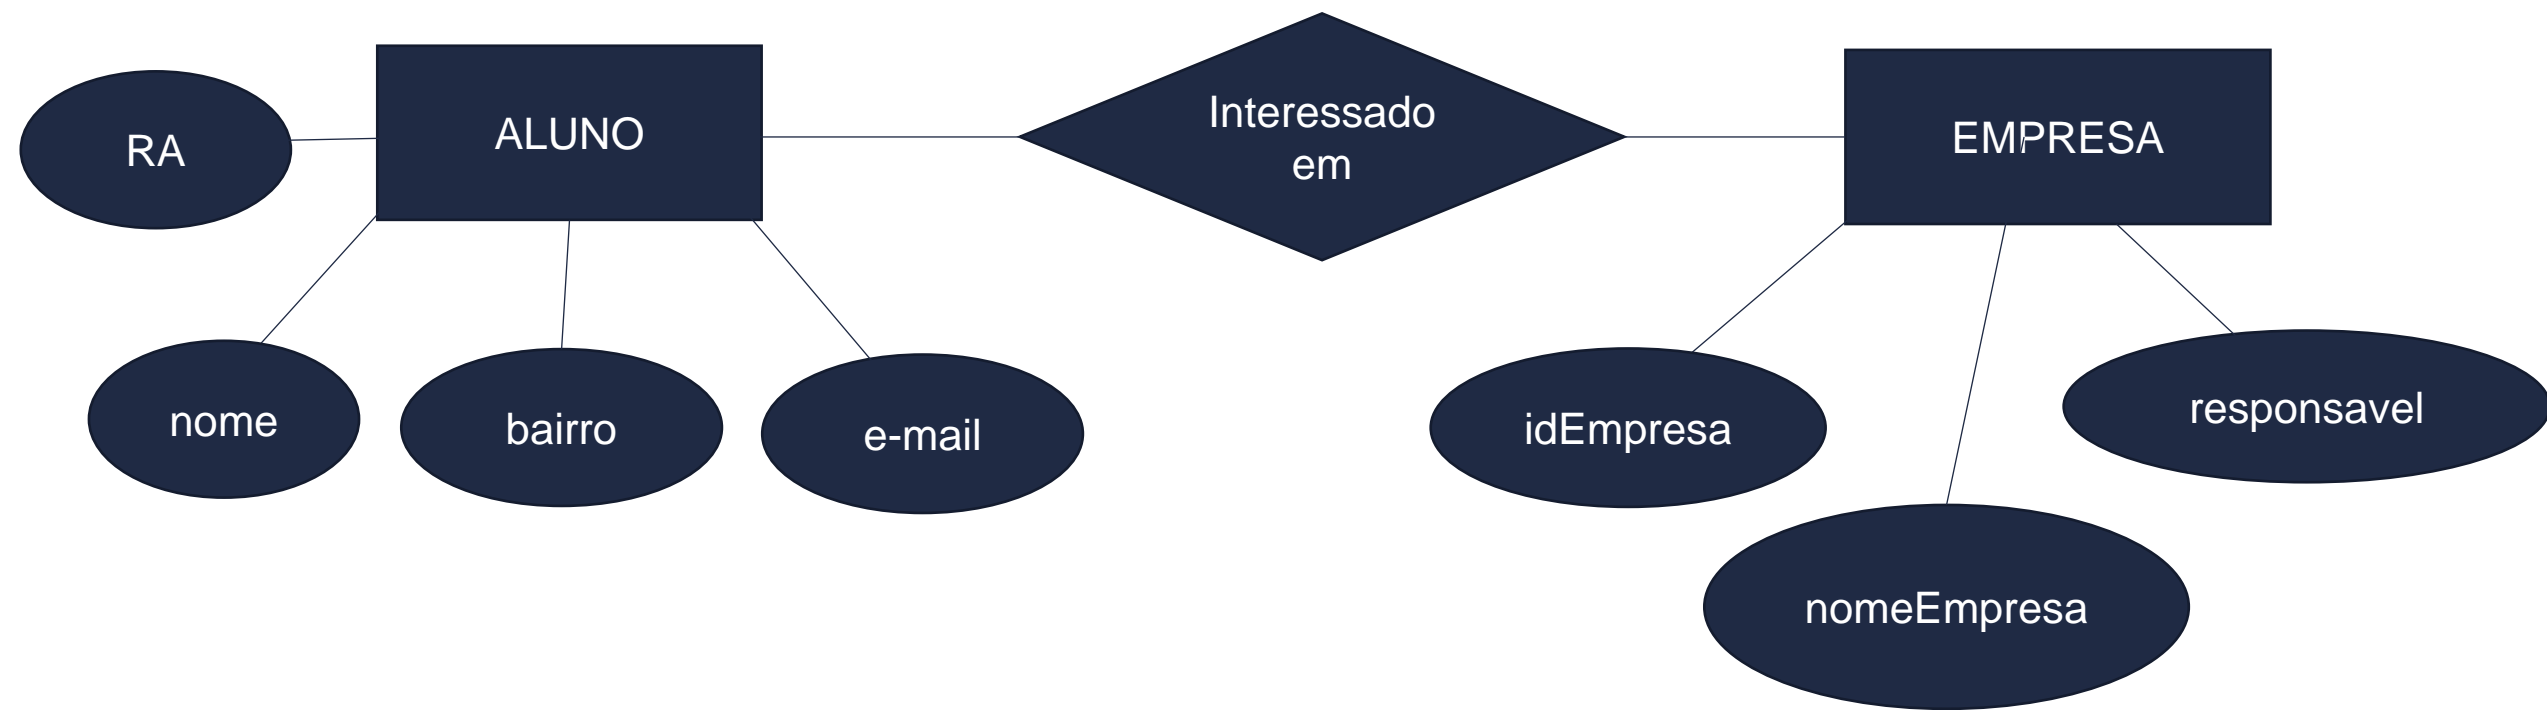 RA
ALUNO
Interessado
em
EMPRESA
nome
bairro
e-mail
idEmpresa
responsavel
nomeEmpresa